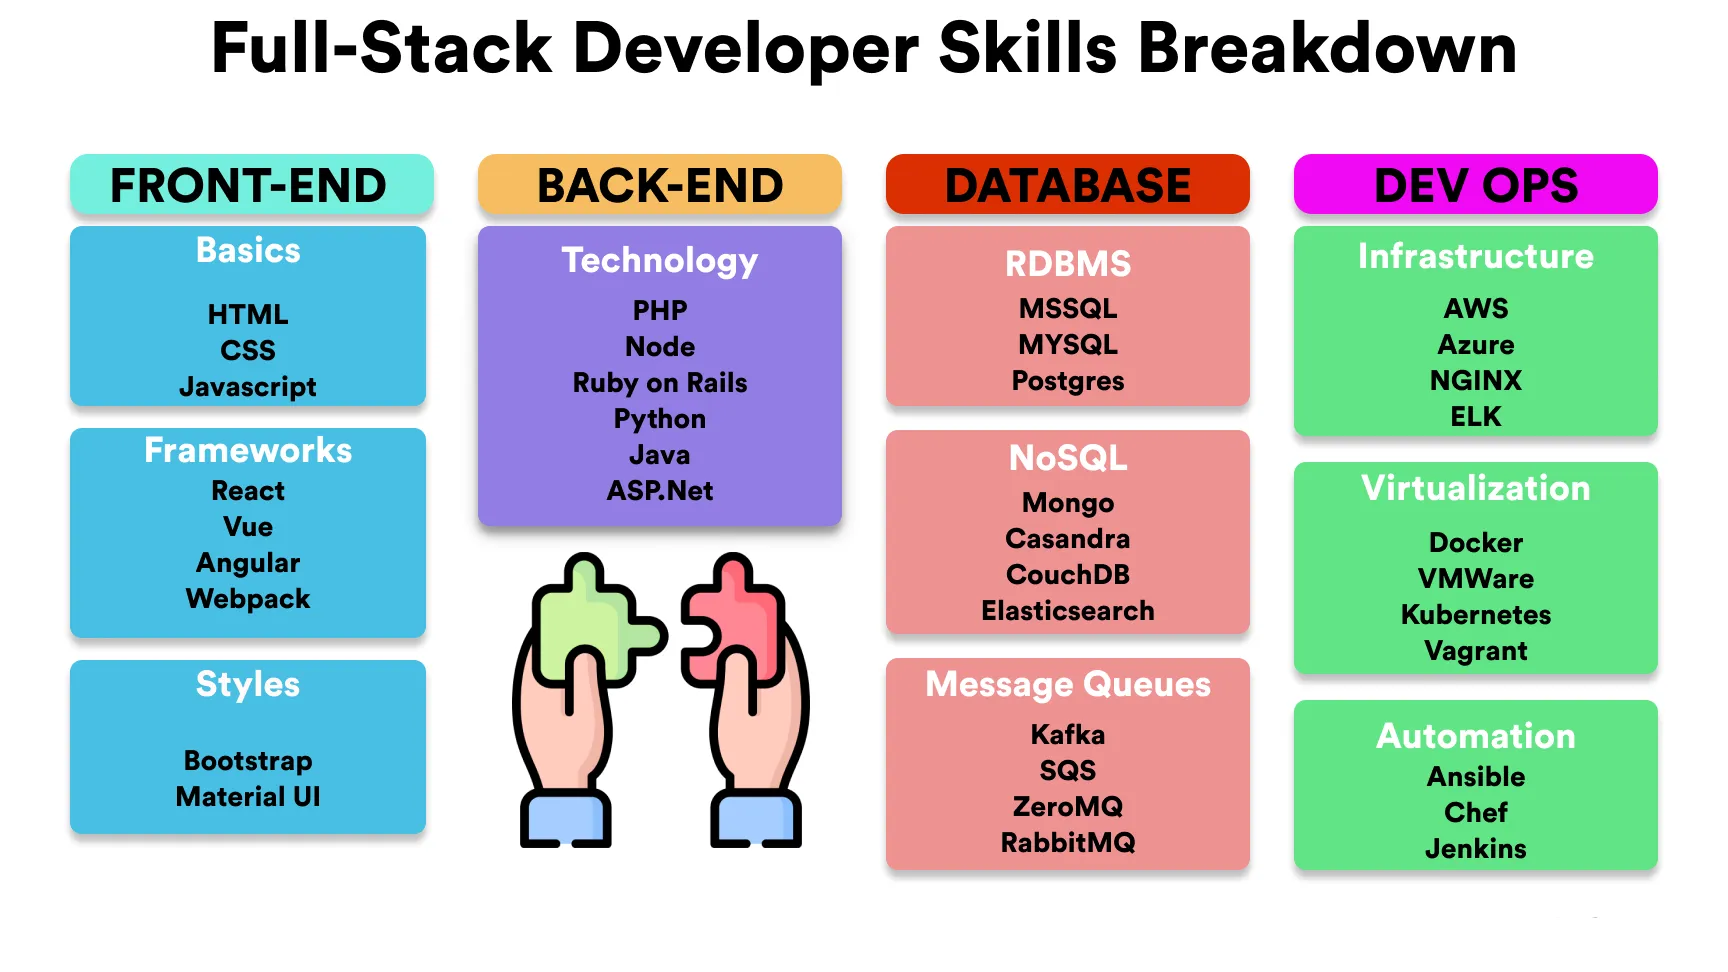 Full-Stack Developer Skills Breakdown
FRONT-END
Basics
HTML
CSS
Javascript
Frameworks
React
Vue
Angular
Webpack
Styles
Bootstrap
Material UI
BACK-END
Technology
PHP
Node
Ruby on Rails
Python
Java
ASP.Net
DATABASE
RDBMS
MSSQL
MYSQL
Postgres
NoSQL
Mongo
Casandra
CouchDB
Elasticsearch
Message Queues
Kafka
SQS
ZeroMQ
RabbitMQ
DEV OPS
Infrastructure
AWS
Azure
NGINX
ELK
Virtualization
Docker
VMWare
Kubernetes
Vagrant
Automation
Ansible
Chef
Jenkins